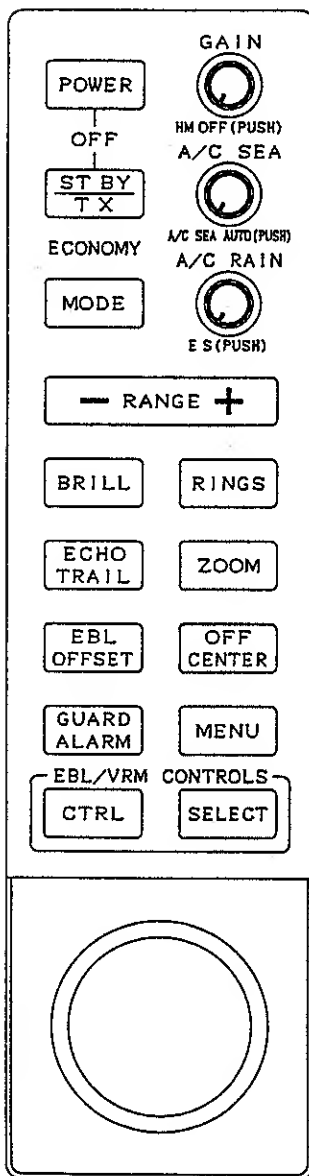 GAIN
POWER
HM OFF (PUSH)
OFF
A/C SEA
ST BY
TX
A/C SEA AUTO (PUSH)
ECONOMY
A/C RAIN
MODE
E S (PUSH)
− RANGE +
BRILL RINGS
ECHO
TRAIL
ZOOM
EBL
OFFSET
OFF
CENTER
GUARD
ALARM
MENU
EBL/VRM CONTROLS
CTRL SELECT